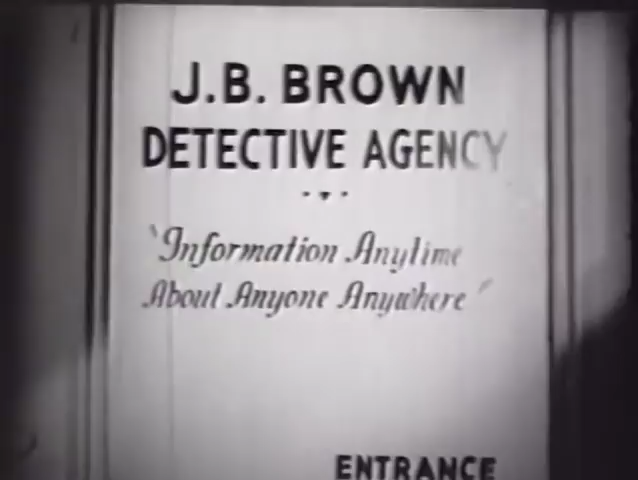 J.B. BROWN
DETECTIVE AGENCY
"Information Anytime
About Anyone Anywhere"
ENTRANCE